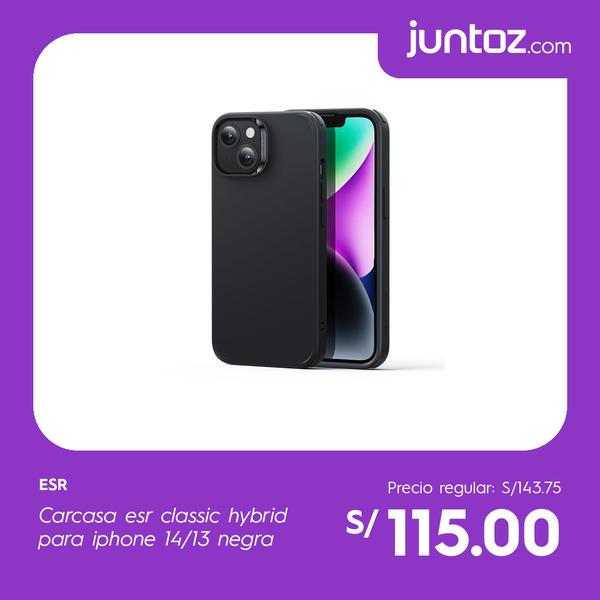 juntoz.com
ESR
Carcasa esr classic hybrid
para iphone 14/13 negra
Precio regular: S/143.75
S/115.00